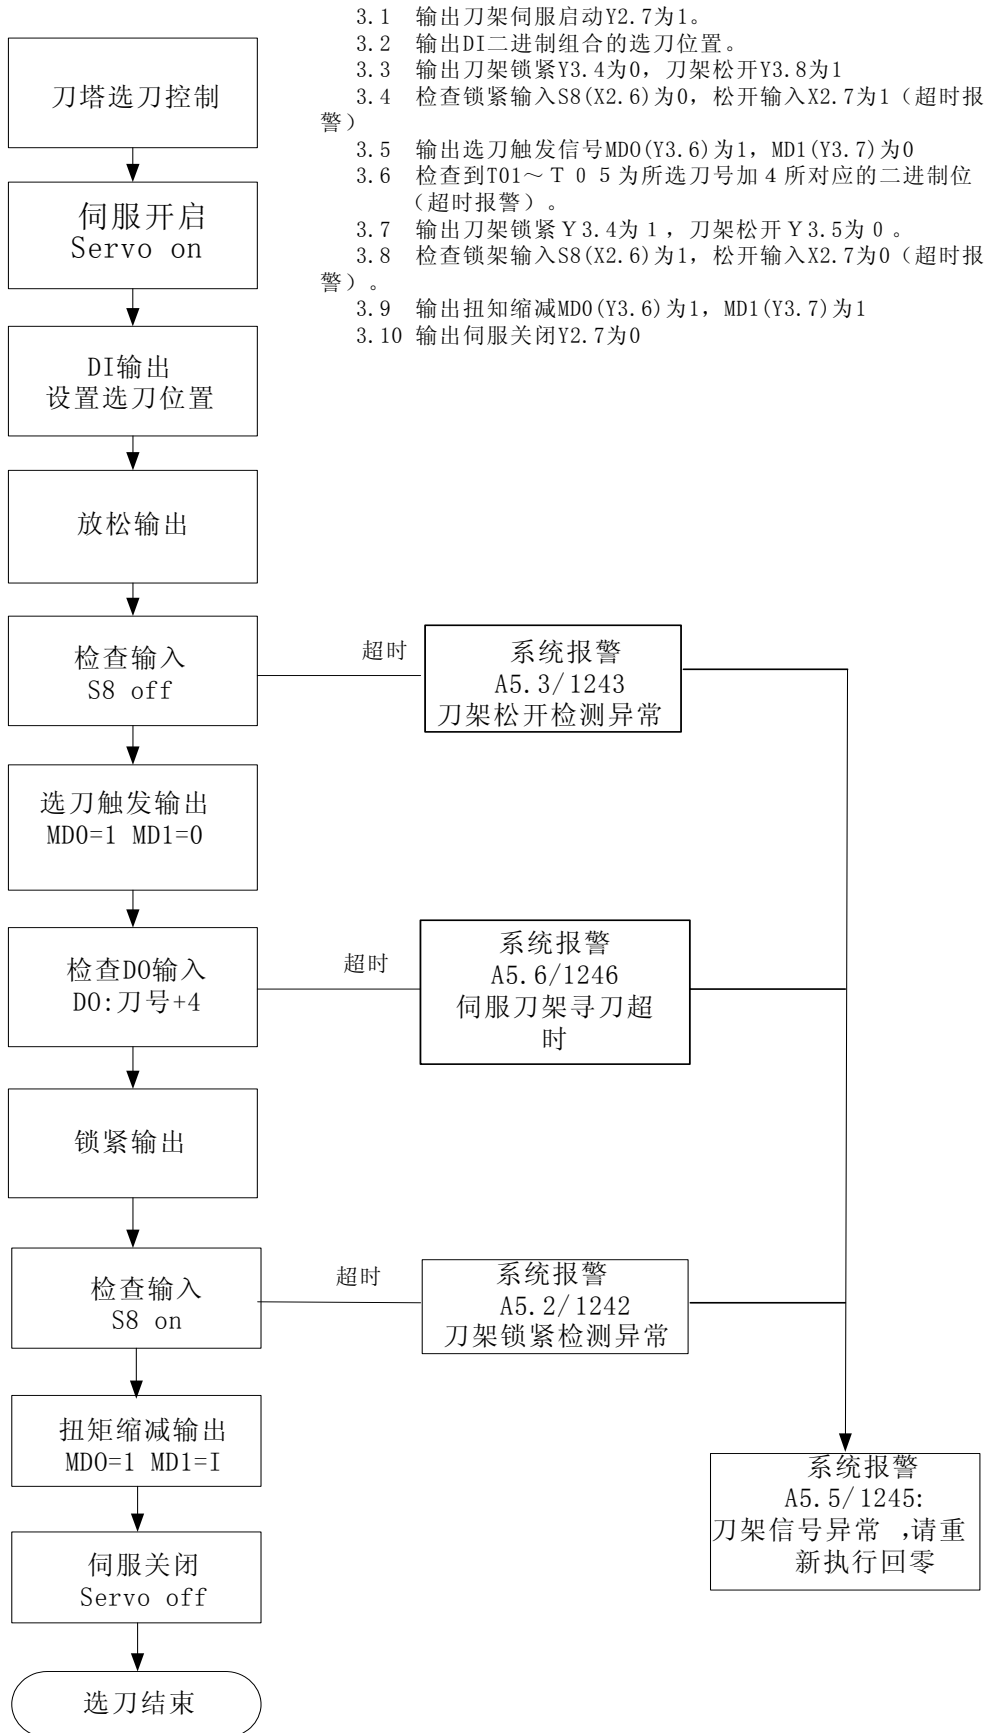 3.1 输出刀架伺服启动Y2.7为1。
3.2 输出DI二进制组合的选刀位置。
3.3 输出刀架锁紧Y3.4为0，刀架松开Y3.8为1
3.4 检查锁紧输入S8(X2.6)为0，松开输入X2.7为1（超时报
警）
3.5 输出选刀触发信号MD0(Y3.6)为1，MD1(Y3.7)为0
3.6 检查到T01～T 0 5 为所选刀号加 4 所对应的二进制位
（超时报警）。
3.7 输出刀架锁紧Ｙ3.4为１，刀架松开Ｙ3.5为０。
3.8 检查锁架输入S8(X2.6)为1，松开输入X2.7为0（超时报
警）。
3.9 输出扭知缩减MD0(Y3.6)为1，MD1(Y3.7)为1
3.10 输出伺服关闭Y2.7为0
刀塔选刀控制
伺服开启
Servo on
DI输出
设置选刀位置
放松输出
检查输入
S8 off
超时
系统报警
A5.3/1243
刀架松开检测异常
选刀触发输出
MD0=1 MD1=0
检查DO输入
DO:刀号+4
超时
系统报警
A5.6/1246
伺服刀架寻刀超
时
锁紧输出
检查输入
S8 on
超时
系统报警
A5.2/1242
刀架锁紧检测异常
扭矩缩减输出
MD0=1 MD1=I
系统报警
A5.5/1245:
刀架信号异常 ,请重
新执行回零
伺服关闭
Servo off
选刀结束